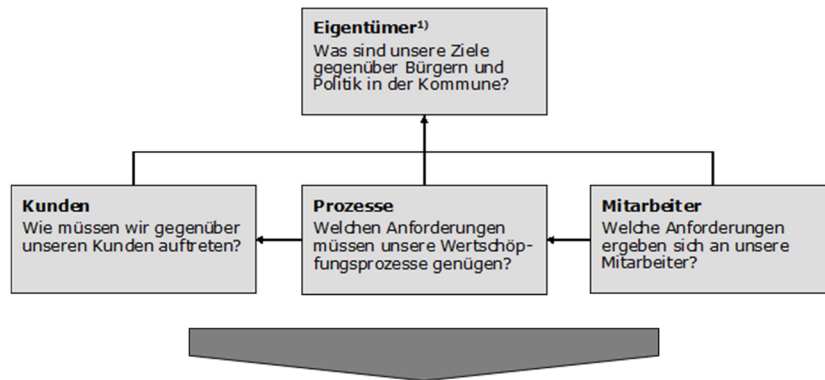 Eigentümer¹⁾
Was sind unsere Ziele
gegenüber Bürgern und
Politik in der Kommune?
Kunden
Wie müssen wir gegenüber
unseren Kunden auftreten?
Prozesse
Welchen Anforderungen
müssen unsere Wertschöp-
fungsprozesse genügen?
Mitarbeiter
Welche Anforderungen
ergeben sich an unsere
Mitarbeiter?